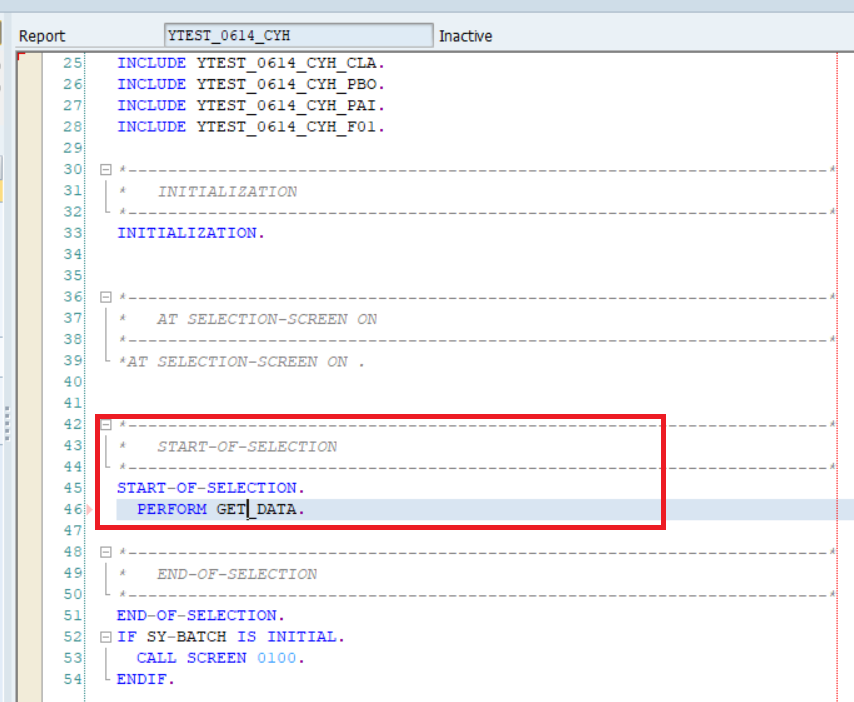 Report YTEST_0614_CYH Inactive
25 INCLUDE YTEST_0614_CYH_CLA.
26 INCLUDE YTEST_0614_CYH_PBO.
27 INCLUDE YTEST_0614_CYH_PAI.
28 INCLUDE YTEST_0614_CYH_F01.
29
30 *----------------------------------------------------------------------*
31 *   INITIALIZATION
32 *----------------------------------------------------------------------*
33 INITIALIZATION.
34
35
36 *----------------------------------------------------------------------*
37 *   AT SELECTION-SCREEN ON
38 *----------------------------------------------------------------------*
39 *AT SELECTION-SCREEN ON .
40
41
42 *----------------------------------------------------------------------*
43 *   START-OF-SELECTION
44 *----------------------------------------------------------------------*
45 START-OF-SELECTION.
46   PERFORM GET_DATA.
47
48 *----------------------------------------------------------------------*
49 *   END-OF-SELECTION
50 *----------------------------------------------------------------------*
51 END-OF-SELECTION.
52 IF SY-BATCH IS INITIAL.
53   CALL SCREEN 0100.
54 ENDIF.